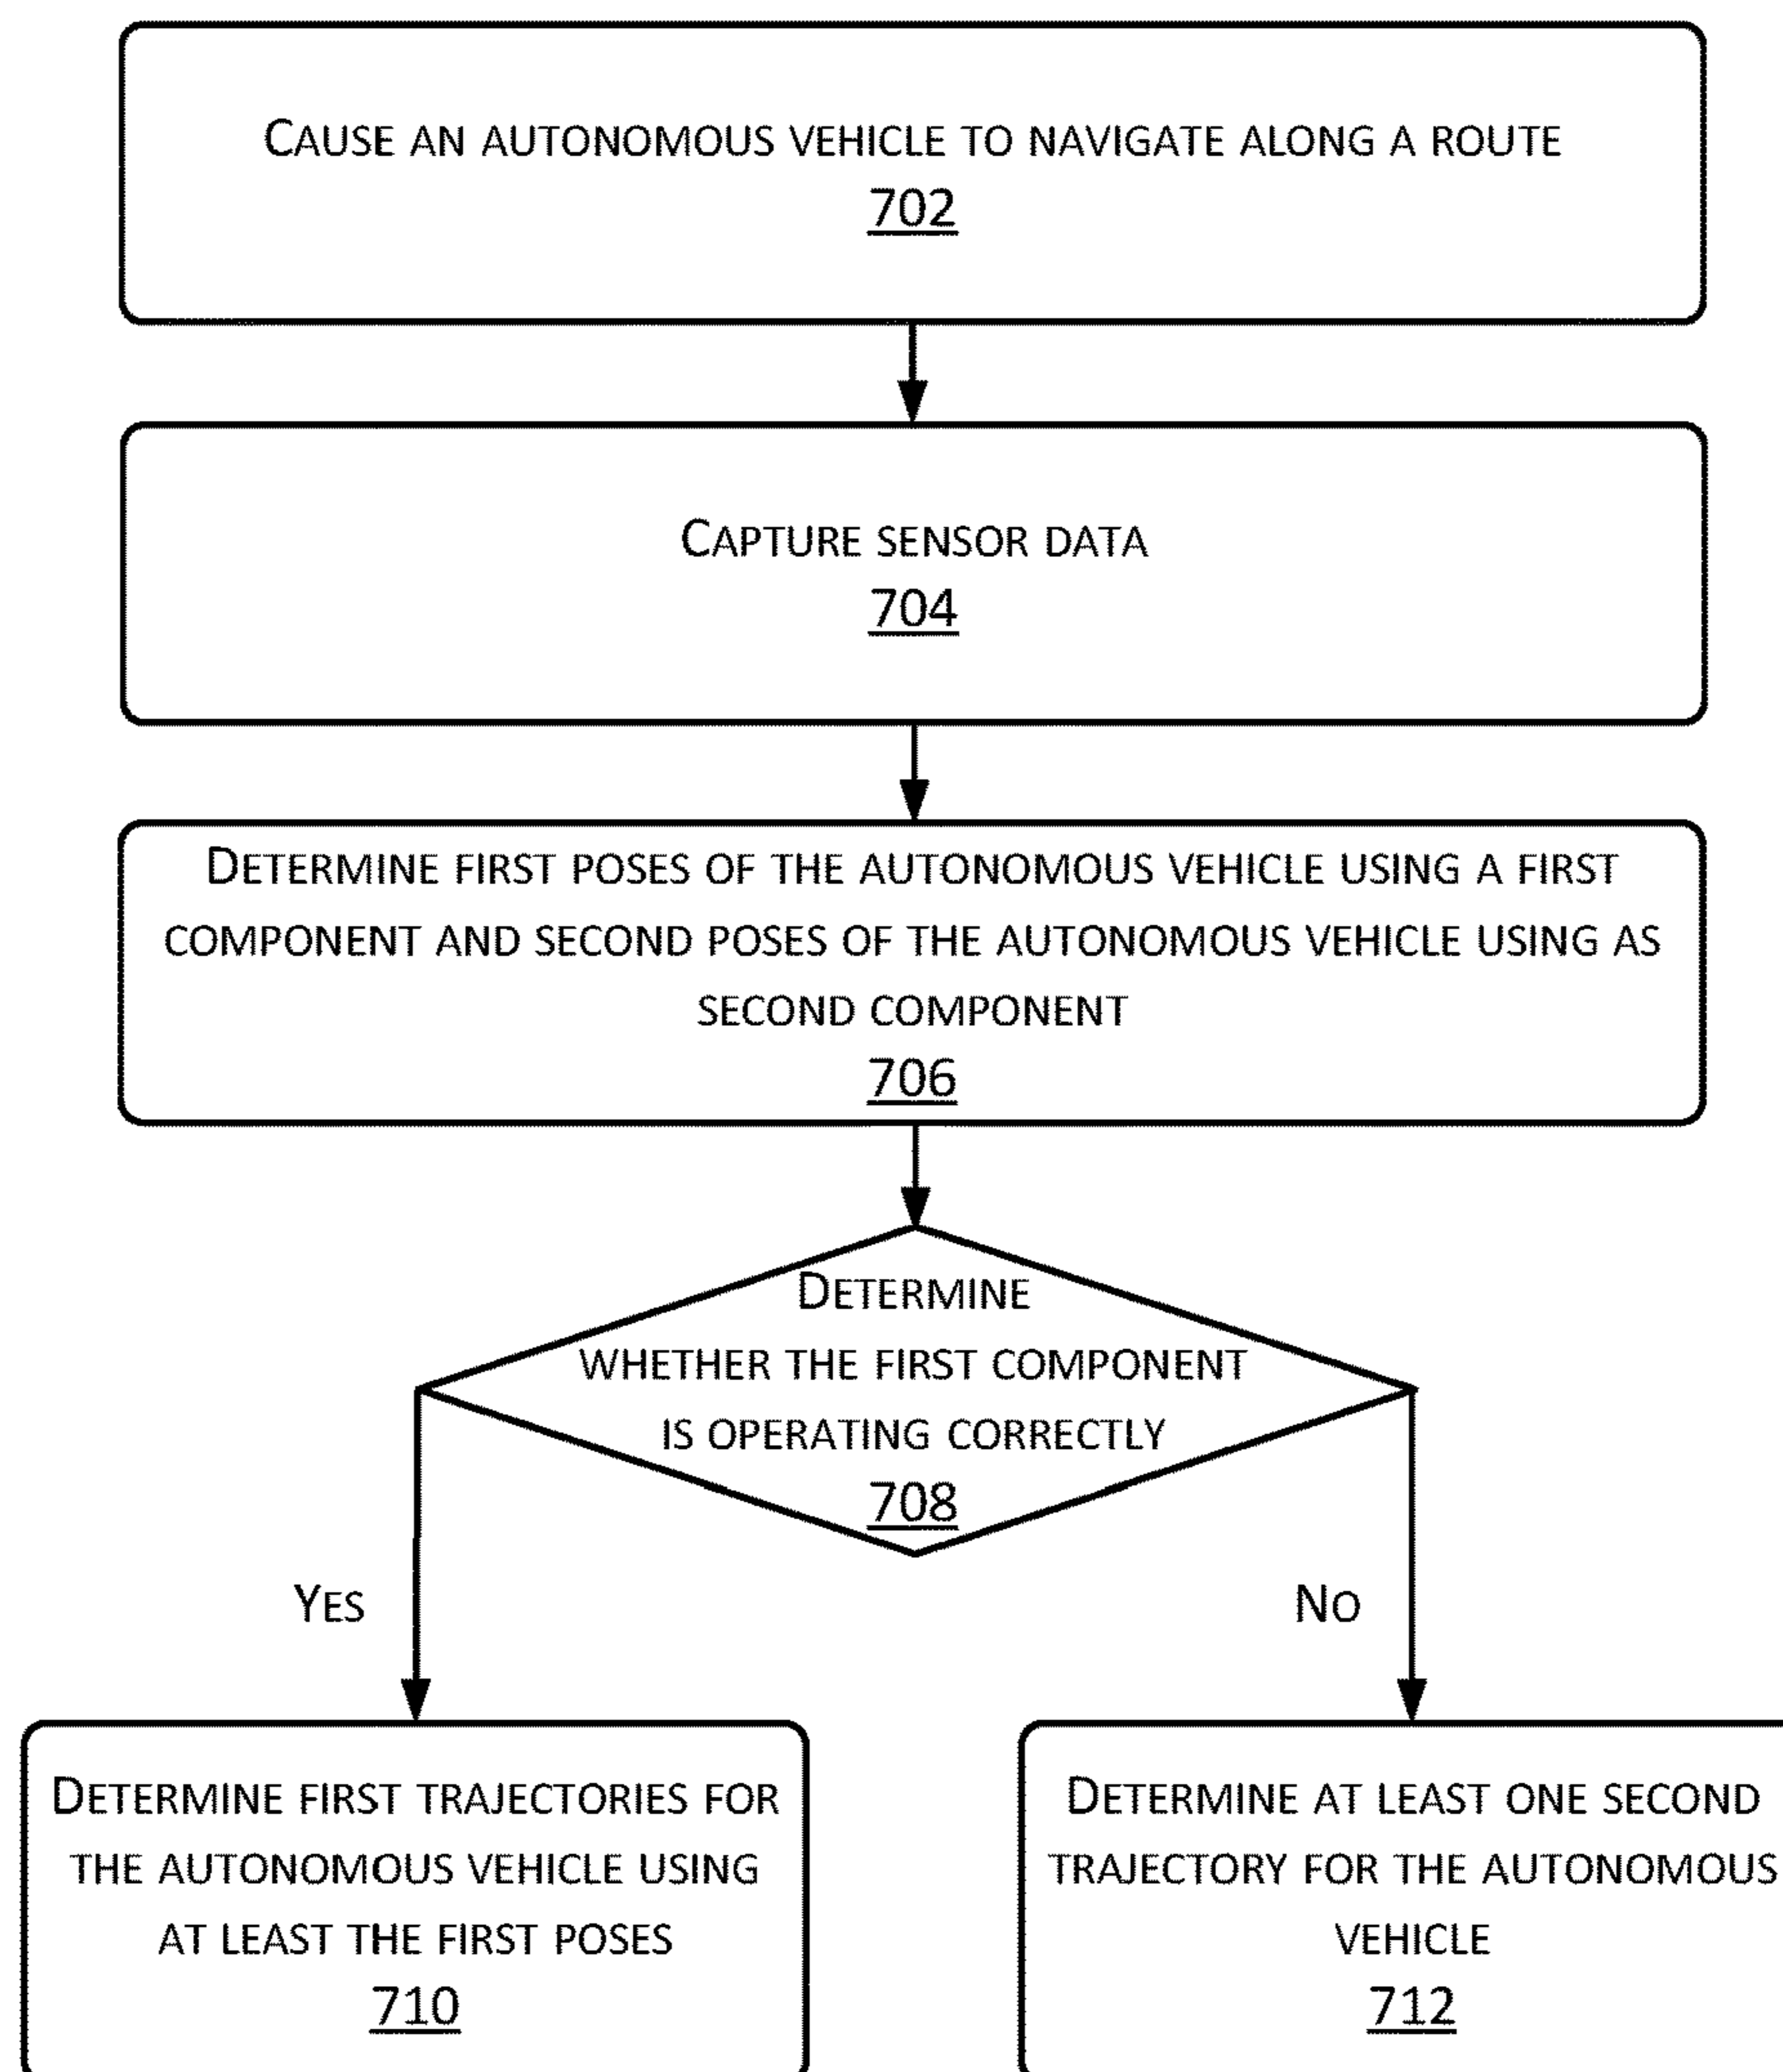 CAUSE AN AUTONOMOUS VEHICLE TO NAVIGATE ALONG A ROUTE
702
CAPTURE SENSOR DATA
704
DETERMINE FIRST POSES OF THE AUTONOMOUS VEHICLE USING A FIRST
COMPONENT AND SECOND POSES OF THE AUTONOMOUS VEHICLE USING AS
SECOND COMPONENT
706
DETERMINE
WHETHER THE FIRST COMPONENT
IS OPERATING CORRECTLY
708
YES
NO
DETERMINE FIRST TRAJECTORIES FOR
THE AUTONOMOUS VEHICLE USING
AT LEAST THE FIRST POSES
710
DETERMINE AT LEAST ONE SECOND
TRAJECTORY FOR THE AUTONOMOUS
VEHICLE
712